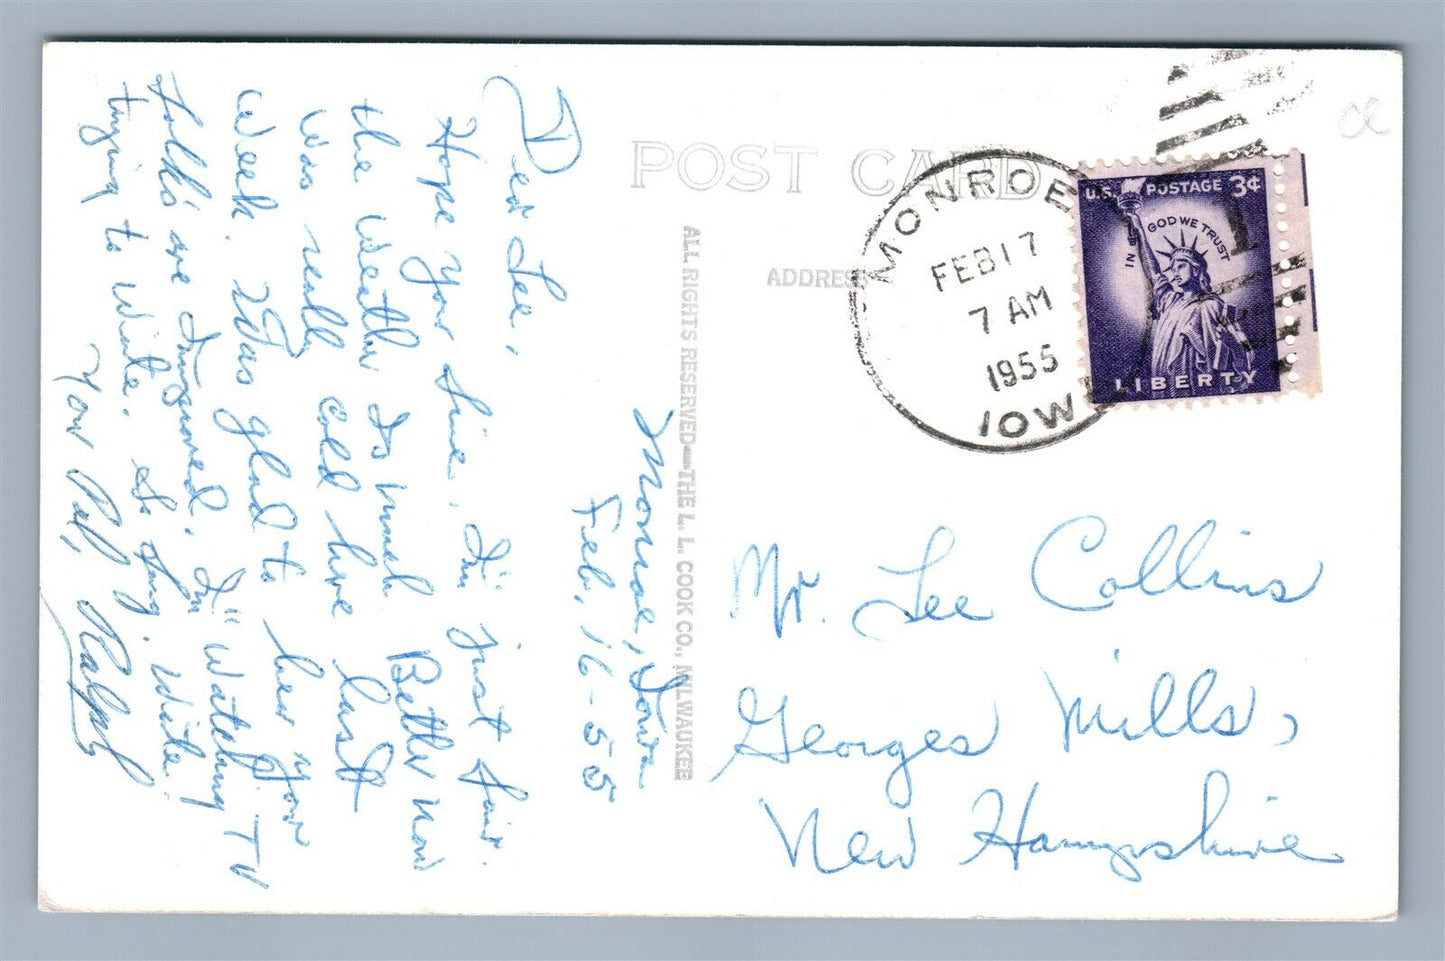 POST CARD
ADDRESS
ALL RIGHTS RESERVED—THE L. L. COOK CO., MILWAUKEE
MONROE
FEB 17
7 AM
1955
IOWA
U.S. POSTAGE 3¢
IN GOD WE TRUST
LIBERTY
1
Monroe, Iowa
Feb, 16-55
Dear Lee,
Hope your fine. I'm just fair.
the Weather Is much Better now
Was really cold here last
Week. Was glad to hear your
folks are Improved. I'm Watching TV
trying to Write. So long. Write.
Your Pal, Ralph
Mr. Lee Collins
Georges Mills,
New Hampshire